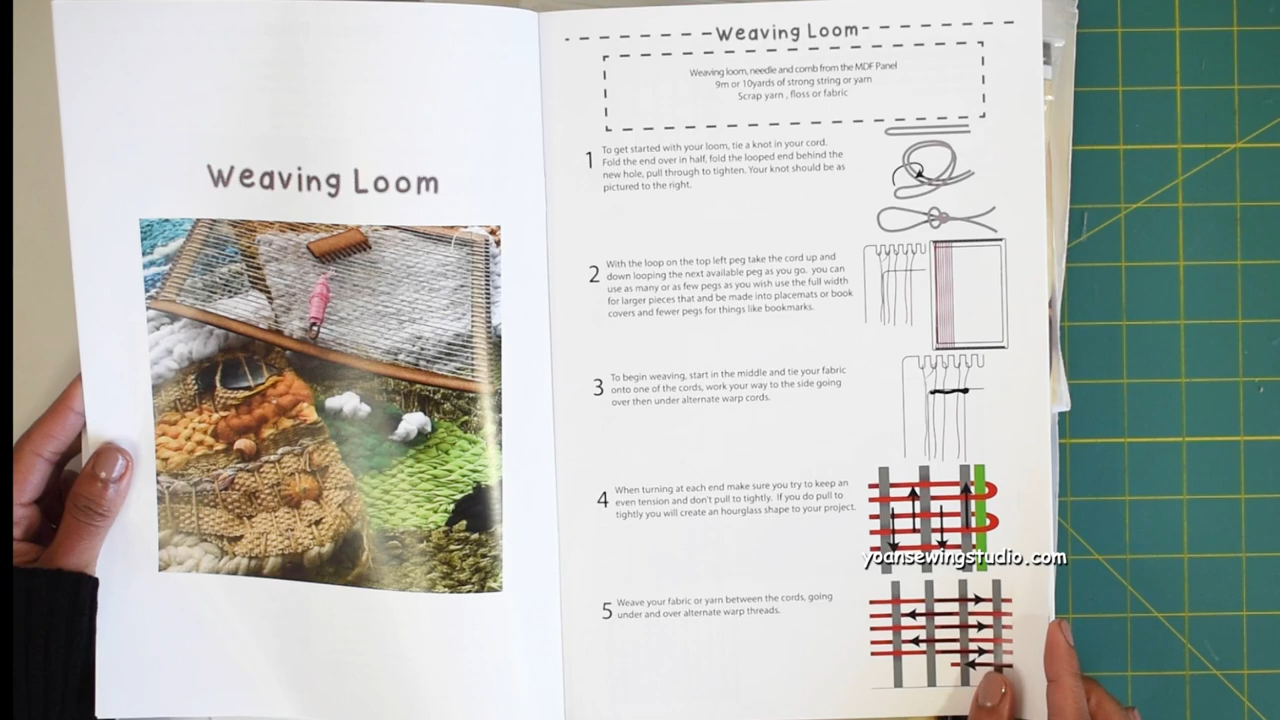 Weaving Loom
Weaving Loom
Weaving loom, needle and comb from the MDF Panel
9m or 10yards of strong string or yarn
Scrap yarn , floss or fabric
1
To get started with your loom, tie a knot in your cord.
Fold the end over in half, fold the looped end behind the
new hole, pull through to tighten. Your knot should be as
pictured to the right.
2
With the loop on the top left peg take the cord up and
down looping the next available peg as you go. you can
use as many or as few pegs as you wish use the full width
for larger pieces that and be made into placemats or book
covers and fewer pegs for things like bookmarks.
3
To begin weaving, start in the middle and tie your fabric
onto one of the cords, work your way to the side going
over then under alternate warp cords.
4
When turning at each end make sure you try to keep an
even tension and don't pull to tightly. If you do pull to
tightly you will create an hourglass shape to your project.
yoansewingstudio.com
5
Weave your fabric or yarn between the cords, going
under and over alternate warp threads.